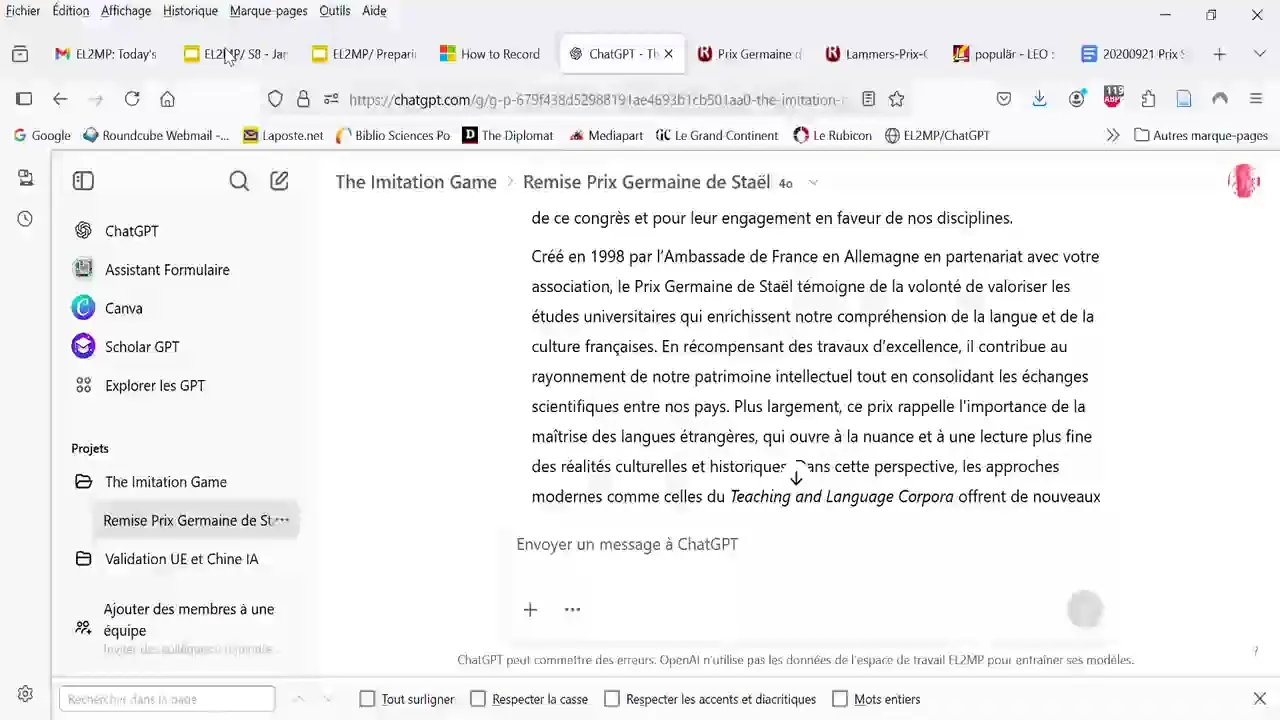 Fichier Édition Affichage Historique Marque-pages Outils Aide
EL2MP: Today's EL2MP/ S8 - Jar EL2MP/ Prepari How to Record ChatGPT - Th Prix Germaine d Lammers-Prix-C populär - LEO : 20200921 Prix S
https://chatgpt.com/g/g-p-679f438d52988191ae4693b1cb501aa0-the-imitation- 119 ABP
Google Roundcube Webmail -... Laposte.net Biblio Sciences Po The Diplomat Mediapart Le Grand Continent Le Rubicon EL2MP/ChatGPT Autres marque-pages
The Imitation Game Remise Prix Germaine de Staël 4o
ChatGPT
Assistant Formulaire
Canva
Scholar GPT
Explorer les GPT
Projets
The Imitation Game
Remise Prix Germaine de St
Validation UE et Chine IA
Ajouter des membres à une
équipe
de ce congrès et pour leur engagement en faveur de nos disciplines.
Créé en 1998 par l'Ambassade de France en Allemagne en partenariat avec votre
association, le Prix Germaine de Staël témoigne de la volonté de valoriser les
études universitaires qui enrichissent notre compréhension de la langue et de la
culture françaises. En récompensant des travaux d'excellence, il contribue au
rayonnement de notre patrimoine intellectuel tout en consolidant les échanges
scientifiques entre nos pays. Plus largement, ce prix rappelle l'importance de la
maîtrise des langues étrangères, qui ouvre à la nuance et à une lecture plus fine
des réalités culturelles et historiques. Dans cette perspective, les approches
modernes comme celles du Teaching and Language Corpora offrent de nouveaux
Envoyer un message à ChatGPT
ChatGPT peut commettre des erreurs. OpenAI n'utilise pas les données de l'espace de travail EL2MP pour entraîner ses modèles.
?
Rechercher dans la page Tout surligner Respecter la casse Respecter les accents et diacritiques Mots entiers